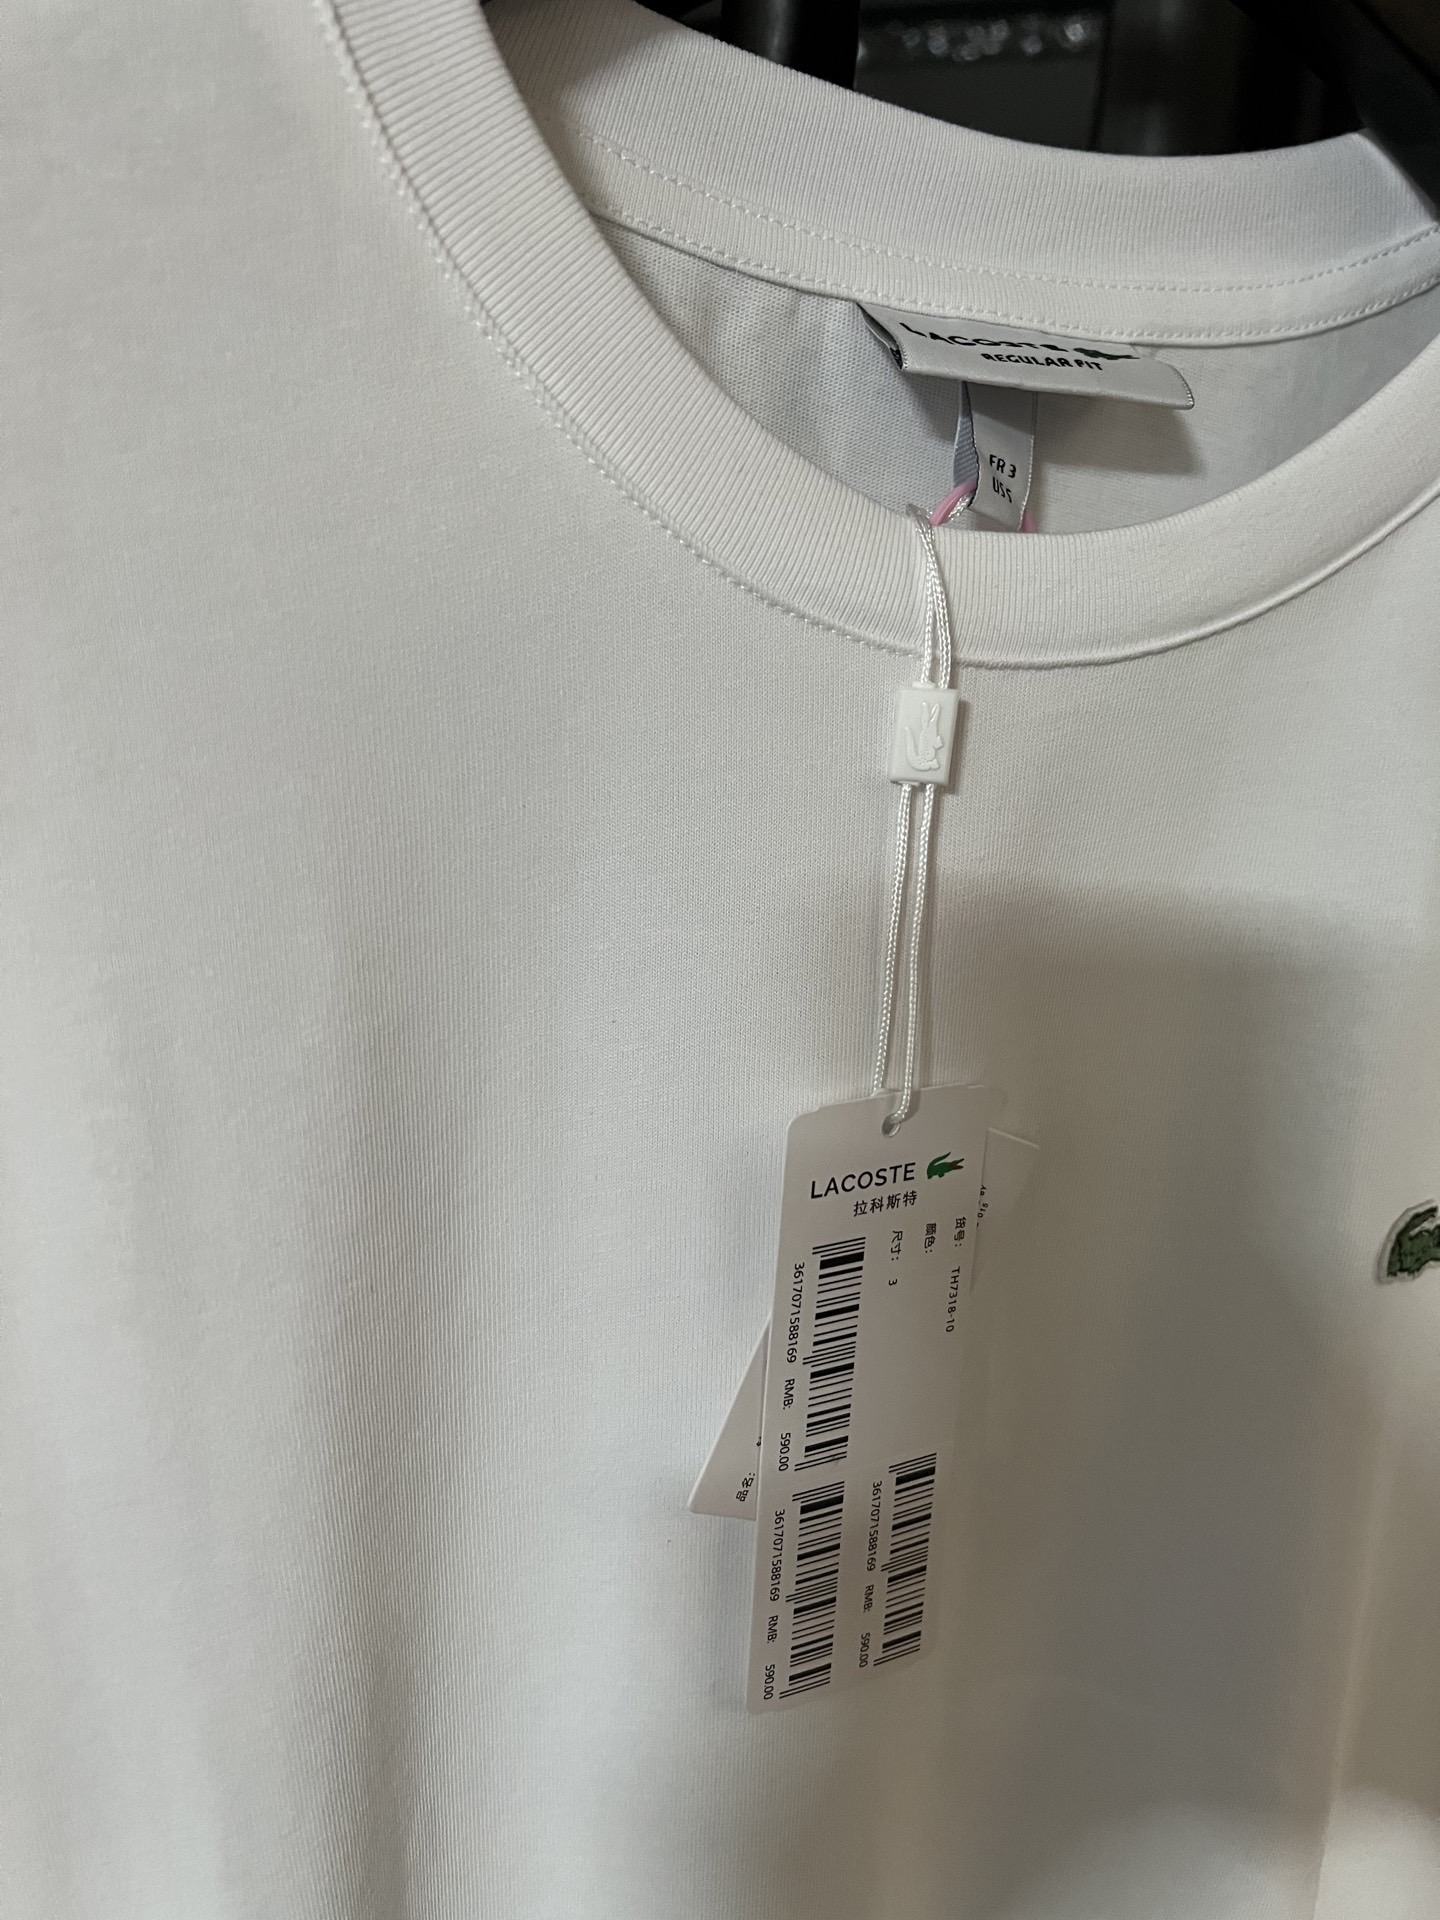 LACOSTE
REGULAR FIT
FR 3
US S
LACOSTE
拉科斯特
货号: TH7318-10
颜色:
尺寸: 3
3617071588169 RMB: 590.00
3617071588169 RMB: 590.00
3617071588169 RMB: 590.00
品名: